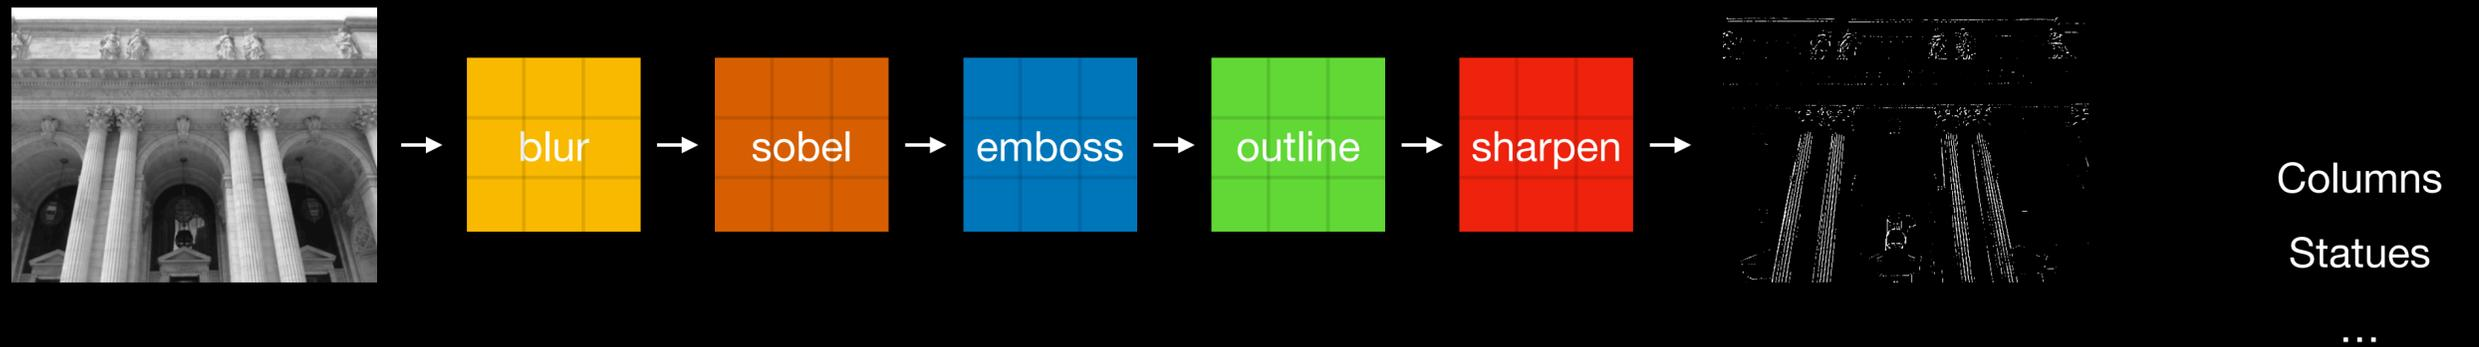 blur
sobel
emboss
outline
sharpen
Columns
Statues
...